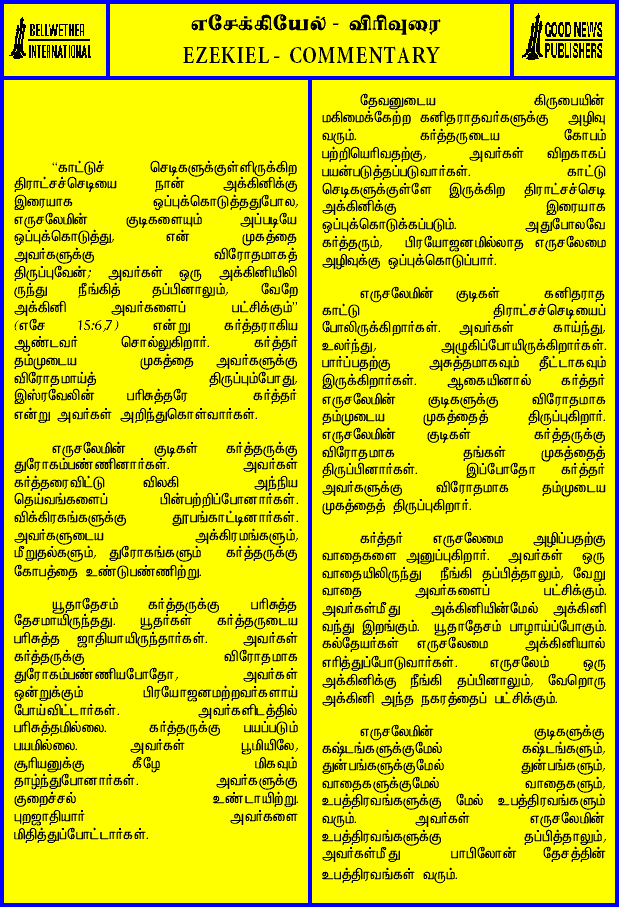 BELLWETHER
INTERNATIONAL
எசேக்கியேல் - விரிவுரை
EZEKIEL - COMMENTARY
GOOD NEWS
PUBLISHERS
“காட்டுச் செடிகளுக்குள்ளிருக்கிற
திராட்சச்செடியை நான் அக்கினிக்கு
இரையாக ஒப்புக்கொடுத்ததுபோல,
எருசலேமின் குடிகளையும் அப்படியே
ஒப்புக்கொடுத்து, என் முகத்தை
அவர்களுக்கு விரோதமாகத்
திருப்புவேன்; அவர்கள் ஒரு அக்கினியிலி
ருந்து நீங்கித் தப்பினாலும், வேறே
அக்கினி அவர்களைப் பட்சிக்கும்”
(எசே 15:6,7) என்று கர்த்தராகிய
ஆண்டவர் சொல்லுகிறார். கர்த்தர்
தம்முடைய முகத்தை அவர்களுக்கு
விரோதமாய்த் திருப்பும்போது,
இஸ்ரவேலின் பரிசுத்தரே கர்த்தர்
என்று அவர்கள் அறிந்துகொள்வார்கள்.
எருசலேமின் குடிகள் கர்த்தருக்கு
துரோகம்பண்ணினார்கள். அவர்கள்
கர்த்தரைவிட்டு விலகி அந்நிய
தெய்வங்களைப் பின்பற்றிப்போனார்கள்.
விக்கிரகங்களுக்கு தூபங்காட்டினார்கள்.
அவர்களுடைய அக்கிரமங்களும்,
மீறுதல்களும், துரோகங்களும் கர்த்தருக்கு
கோபத்தை உண்டுபண்ணிற்று.
யூதாதேசம் கர்த்தருக்கு பரிசுத்த
தேசமாயிருந்தது. யூதர்கள் கர்த்தருடைய
பரிசுத்த ஜாதியாயிருந்தார்கள். அவர்கள்
கர்த்தருக்கு விரோதமாக
துரோகம்பண்ணியபோதோ, அவர்கள்
ஒன்றுக்கும் பிரயோஜனமற்றவர்களாய்
போய்விட்டார்கள். அவர்களிடத்தில்
பரிசுத்தமில்லை. கர்த்தருக்கு பயப்படும்
பயமில்லை. அவர்கள் பூமியிலே,
சூரியனுக்கு கீழே மிகவும்
தாழ்ந்துபோனார்கள். அவர்களுக்கு
குறைச்சல் உண்டாயிற்று.
புறஜாதியார் அவர்களை
மிதித்துப்போட்டார்கள்.
தேவனுடைய கிருபையின்
மகிமைக்கேற்ற கனிதராதவர்களுக்கு அழிவு
வரும். கர்த்தருடைய கோபம்
பற்றியெரிவதற்கு, அவர்கள் விறகாகப்
பயன்படுத்தப்படுவார்கள். காட்டு
செடிகளுக்குள்ளே இருக்கிற திராட்சச்செடி
அக்கினிக்கு இரையாக
ஒப்புக்கொடுக்கப்படும். அதுபோலவே
கர்த்தரும், பிரயோஜனமில்லாத எருசலேமை
அழிவுக்கு ஒப்புக்கொடுப்பார்.
எருசலேமின் குடிகள் கனிதராத
காட்டு திராட்சச்செடியைப்
போலிருக்கிறார்கள். அவர்கள் காய்ந்து,
உலர்ந்து, அழுகிப்போயிருக்கிறார்கள்.
பார்ப்பதற்கு அசுத்தமாகவும் தீட்டாகவும்
இருக்கிறார்கள். ஆகையினால் கர்த்தர்
எருசலேமின் குடிகளுக்கு விரோதமாக
தம்முடைய முகத்தைத் திருப்புகிறார்.
எருசலேமின் குடிகள் கர்த்தருக்கு
விரோதமாக தங்கள் முகத்தைத்
திருப்பினார்கள். இப்போதோ கர்த்தர்
அவர்களுக்கு விரோதமாக தம்முடைய
முகத்தைத் திருப்புகிறார்.
கர்த்தர் எருசலேமை அழிப்பதற்கு
வாதைகளை அனுப்புகிறார். அவர்கள் ஒரு
வாதையிலிருந்து நீங்கி தப்பித்தாலும், வேறு
வாதை அவர்களைப் பட்சிக்கும்.
அவர்கள்மீது அக்கினியின்மேல் அக்கினி
வந்து இறங்கும். யூதாதேசம் பாழாய்ப்போகும்.
கல்தேயர்கள் எருசலேமை அக்கினியால்
எரித்துப்போடுவார்கள். எருசலேம் ஒரு
அக்கினிக்கு நீங்கி தப்பினாலும், வேறொரு
அக்கினி அந்த நகரத்தைப் பட்சிக்கும்.
எருசலேமின் குடிகளுக்கு
கஷ்டங்களுக்குமேல் கஷ்டங்களும்,
துன்பங்களுக்குமேல் துன்பங்களும்,
வாதைகளுக்குமேல் வாதைகளும்,
உபத்திரவங்களுக்கு மேல் உபத்திரவங்களும்
வரும். அவர்கள் எருசலேமின்
உபத்திரவங்களுக்கு தப்பித்தாலும்,
அவர்கள்மீது பாபிலோன் தேசத்தின்
உபத்திரவங்கள் வரும்.